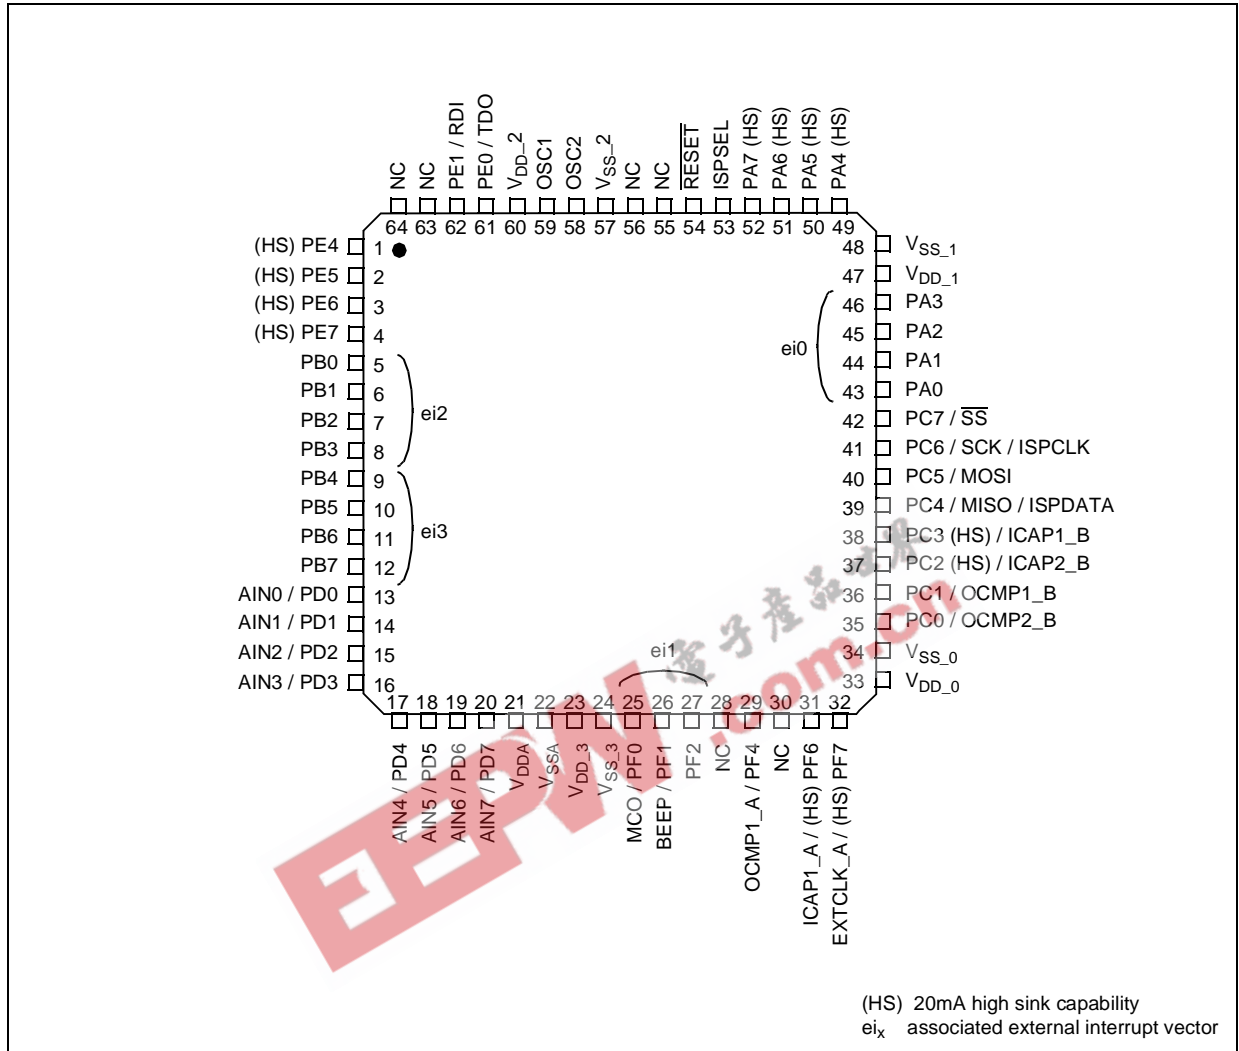 NC
NC
PE1 / RDI
PE0 / TDO
VDD_2
OSC1
OSC2
VSS_2
NC
NC
RESET
ISPSEL
PA7 (HS)
PA6 (HS)
PA5 (HS)
PA4 (HS)
64 63 62 61 60 59 58 57 56 55 54 53 52 51 50 49
(HS) PE4 1
(HS) PE5 2
(HS) PE6 3
(HS) PE7 4
PB0 5
PB1 6
PB2 7
PB3 8
ei2
PB4 9
PB5 10
PB6 11
PB7 12
ei3
AIN0 / PD0 13
AIN1 / PD1 14
AIN2 / PD2 15
AIN3 / PD3 16
48 VSS_1
47 VDD_1
46 PA3
45 PA2
44 PA1
43 PA0
ei0
42 PC7 / SS
41 PC6 / SCK / ISPCLK
40 PC5 / MOSI
39 PC4 / MISO / ISPDATA
38 PC3 (HS) / ICAP1_B
37 PC2 (HS) / ICAP2_B
36 PC1 / OCMP1_B
35 PC0 / OCMP2_B
34 VSS_0
33 VDD_0
ei1
17 18 19 20 21 22 23 24 25 26 27 28 29 30 31 32
AIN4 / PD4
AIN5 / PD5
AIN6 / PD6
AIN7 / PD7
VDDA
VSSA
VDD_3
VSS_3
MCO / PF0
BEEP / PF1
PF2
NC
OCMP1_A / PF4
NC
ICAP1_A / (HS) PF6
EXTCLK_A / (HS) PF7
EEPW
.com.cn
電子產品世界
(HS) 20mA high sink capability
eix associated external interrupt vector